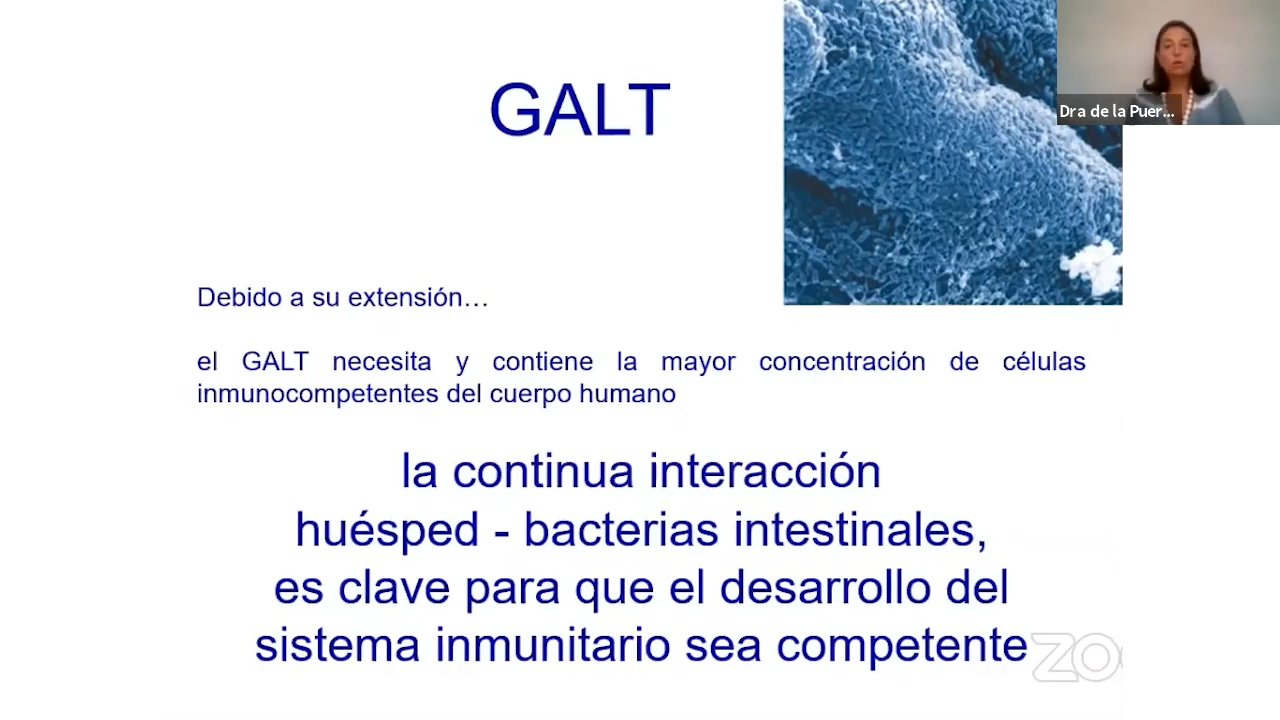 GALT
Dra de la Puer...
Debido a su extensión…
el GALT necesita y contiene la mayor concentración de células
inmunocompetentes del cuerpo humano
la continua interacción
huésped - bacterias intestinales,
es clave para que el desarrollo del
sistema inmunitario sea competente
ZO